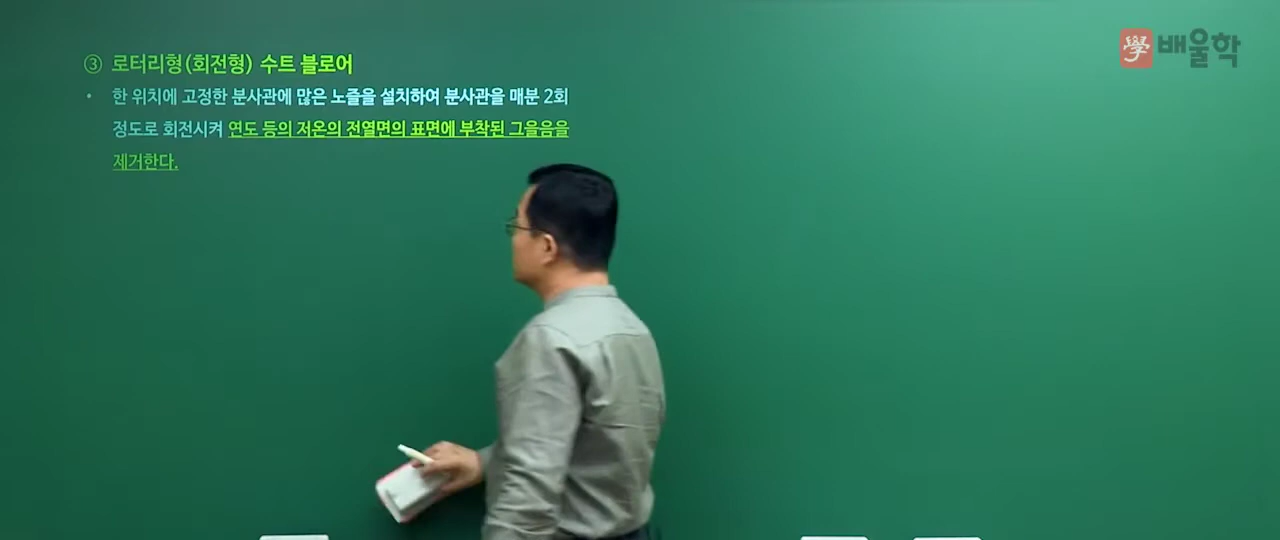 學 배울학
③ 로터리형(회전형) 수트 블로어
• 한 위치에 고정한 분사관에 많은 노즐을 설치하여 분사관을 매분 2회
정도로 회전시켜 연도 등의 저온의 전열면의 표면에 부착된 그을음을
제거한다.